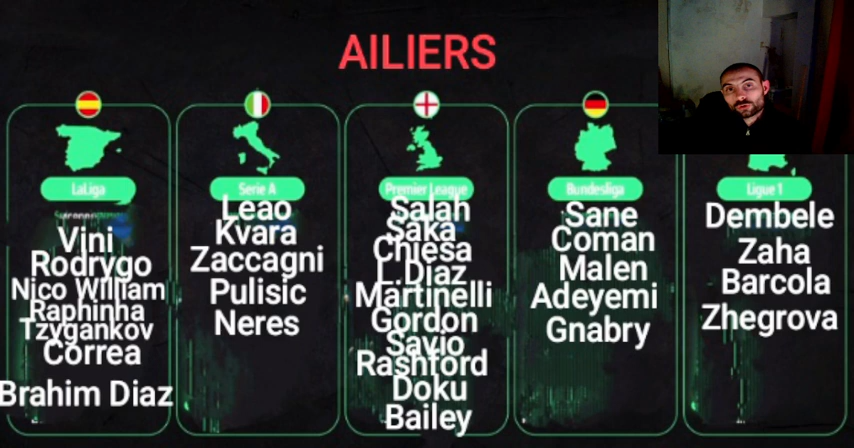 AILIERS
LaLiga
Vini
Rodrygo
Nico William
Raphinha
Tzygankov
Correa
Brahim Diaz
Serie A
Leao
Kvara
Zaccagni
Pulisic
Neres
Premier League
Salah
Saka
Chiesa
L.Diaz
Martinelli
Gordon
Savio
Rashford
Doku
Bailey
Bundesliga
Sane
Coman
Malen
Adeyemi
Gnabry
Ligue 1
Dembele
Zaha
Barcola
Zhegrova